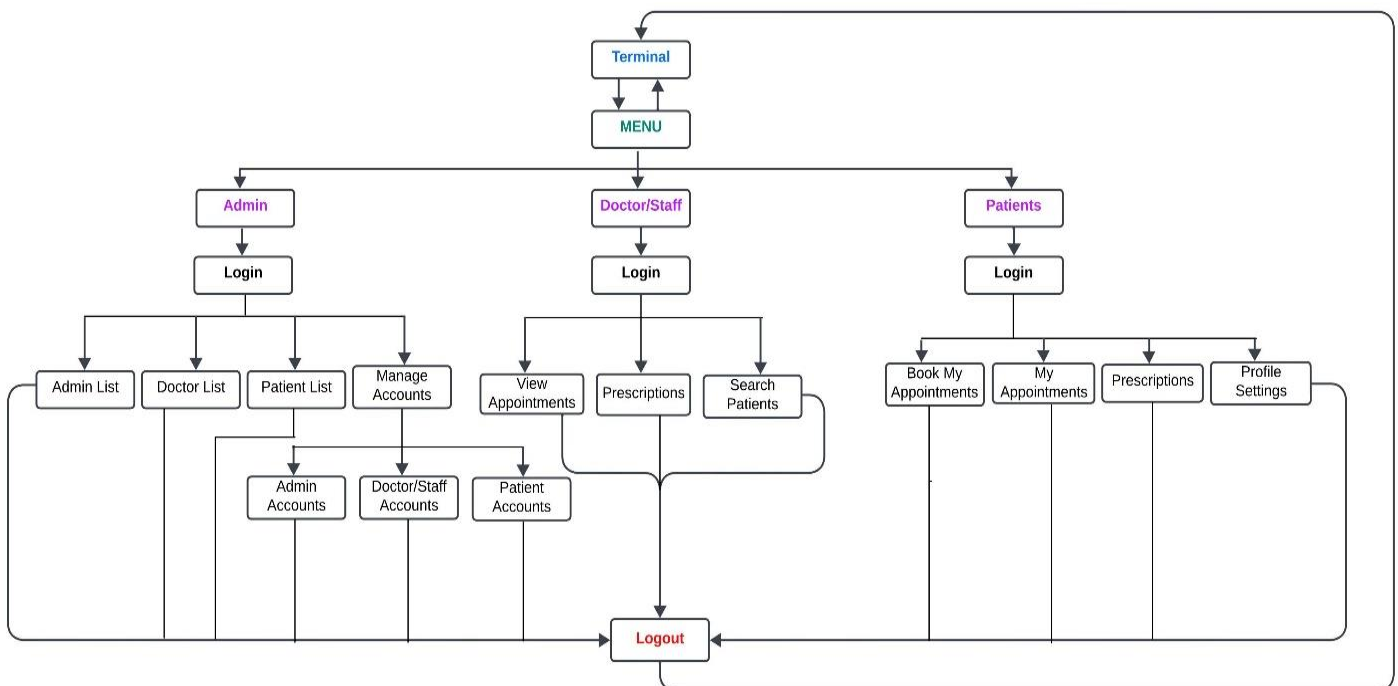 Terminal
MENU
Admin
Doctor/Staff
Patients
Login
Login
Login
Admin List
Doctor List
Patient List
Manage
Accounts
View
Appointments
Prescriptions
Search
Patients
Book My
Appointments
My
Appointments
Prescriptions
Profile
Settings
Admin
Accounts
Doctor/Staff
Accounts
Patient
Accounts
Logout